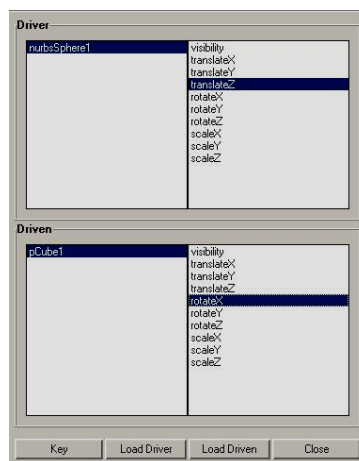 Driver
nurbsSphere1
visibility
translateX
translateY
translateZ
rotateX
rotateY
rotateZ
scaleX
scaleY
scaleZ
Driven
pCube1
visibility
translateX
translateY
translateZ
rotateX
rotateY
rotateZ
scaleX
scaleY
scaleZ
Key Load Driver Load Driven Close